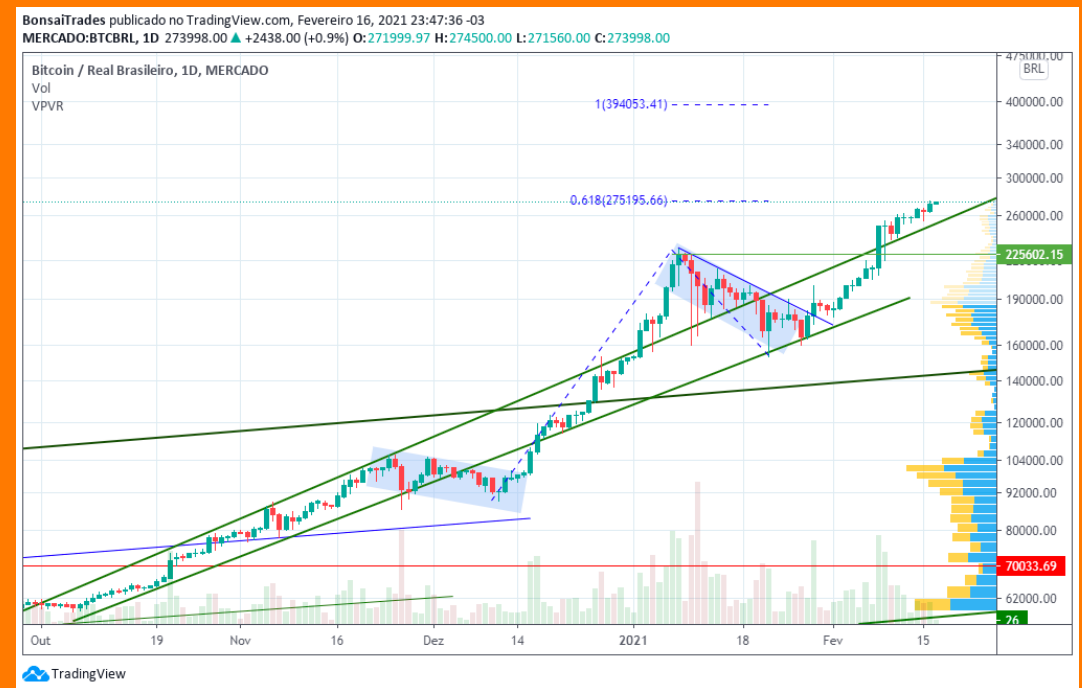 BonsaiTrades publicado no TradingView.com, Fevereiro 16, 2021 23:47:36 -03
MERCADO:BTCBRL, 1D 273998.00 ▲ +2438.00 (+0.9%) O:271999.97 H:274500.00 L:271560.00 C:273998.00
Bitcoin / Real Brasileiro, 1D, MERCADO
Vol
VPVR
475000.00
BRL
1(394053.41)
400000.00
340000.00
300000.00
0.618(275195.66)
260000.00
225602.15
190000.00
160000.00
140000.00
120000.00
104000.00
92000.00
80000.00
70033.69
62000.00
26
Out 19 Nov 16 Dez 14 2021 18 Fev 15
TradingView